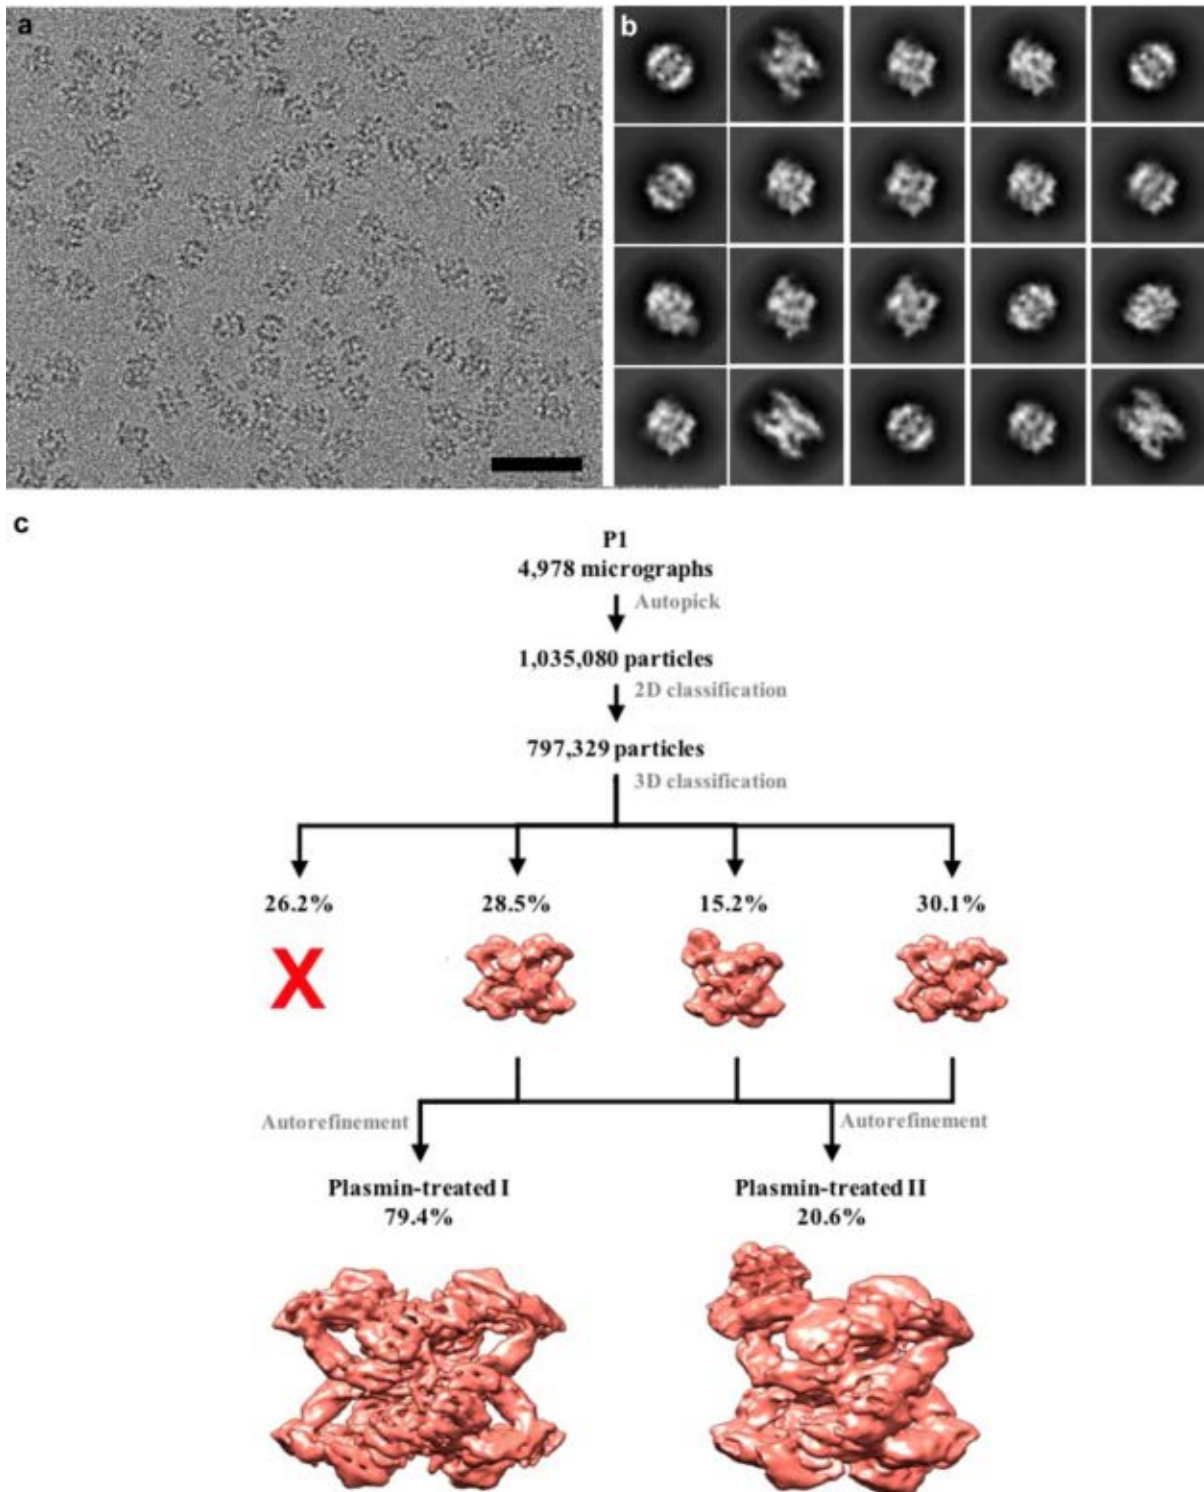 a
b
c
P1
4,978 micrographs
Autopick
1,035,080 particles
2D classification
797,329 particles
3D classification
26.2% 28.5% 15.2% 30.1%
X
Autorefinement Autorefinement
Plasmin-treated I Plasmin-treated II
79.4% 20.6%